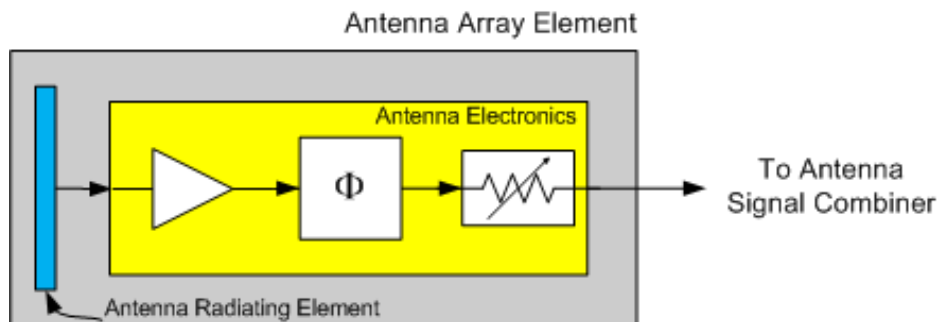 Antenna Array Element
Antenna Electronics
Φ
To Antenna
Signal Combiner
Antenna Radiating Element